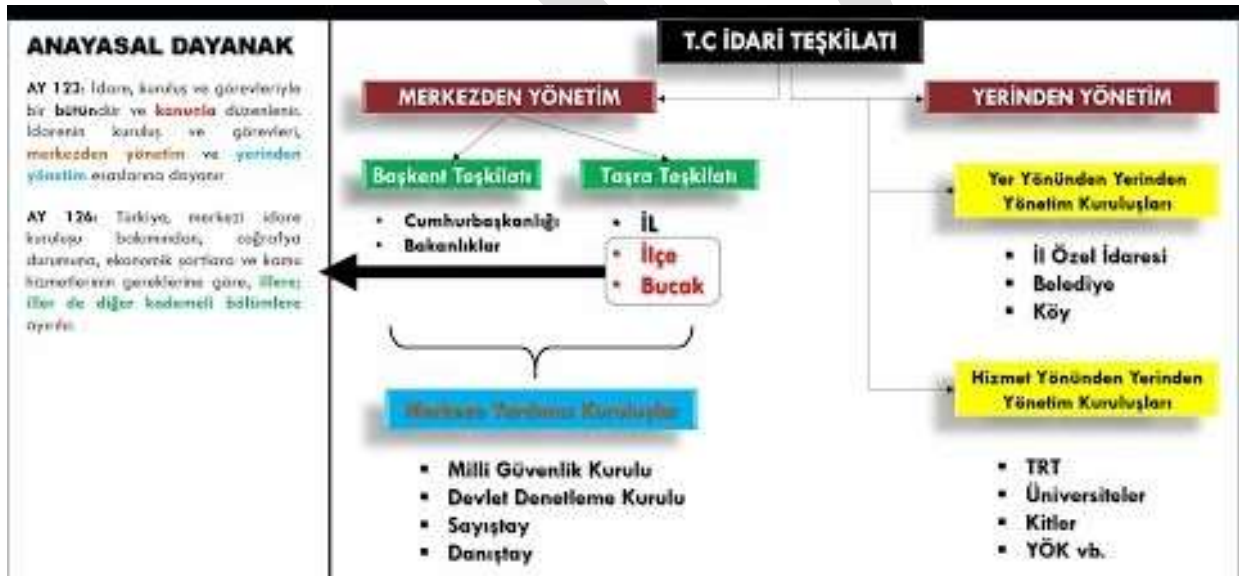 ANAYASAL DAYANAK
AY 123: İdare, kuruluş ve görevleriyle
bir bütündür ve kanunla düzenlenir.
İdarenin kuruluş ve görevleri,
merkezden yönetim ve yerinden
yönetim esaslarına dayanır
AY 126: Türkiye, merkezi idare
kuruluşu bakımından, coğrafya
durumuna, ekonomik şartlara ve kamu
hizmetlerinin gereklerine göre, illere;
iller de diğer kademeli bölümlere
ayrılır.
T.C İDARİ TEŞKİLATI
MERKEZDEN YÖNETİM
Başkent Teşkilatı
• Cumhurbaşkanlığı
• Bakanlıklar
Taşra Teşkilatı
• İL
• İlçe
• Bucak
Merkeze Yardımcı Kuruluşlar
▪ Milli Güvenlik Kurulu
▪ Devlet Denetleme Kurulu
▪ Sayıştay
▪ Danıştay
YERİNDEN YÖNETİM
Yer Yönünden Yerinden
Yönetim Kuruluşları
▪ İl Özel İdaresi
▪ Belediye
▪ Köy
Hizmet Yönünden Yerinden
Yönetim Kuruluşları
▪ TRT
▪ Üniversiteler
▪ Kitler
▪ YÖK vb.